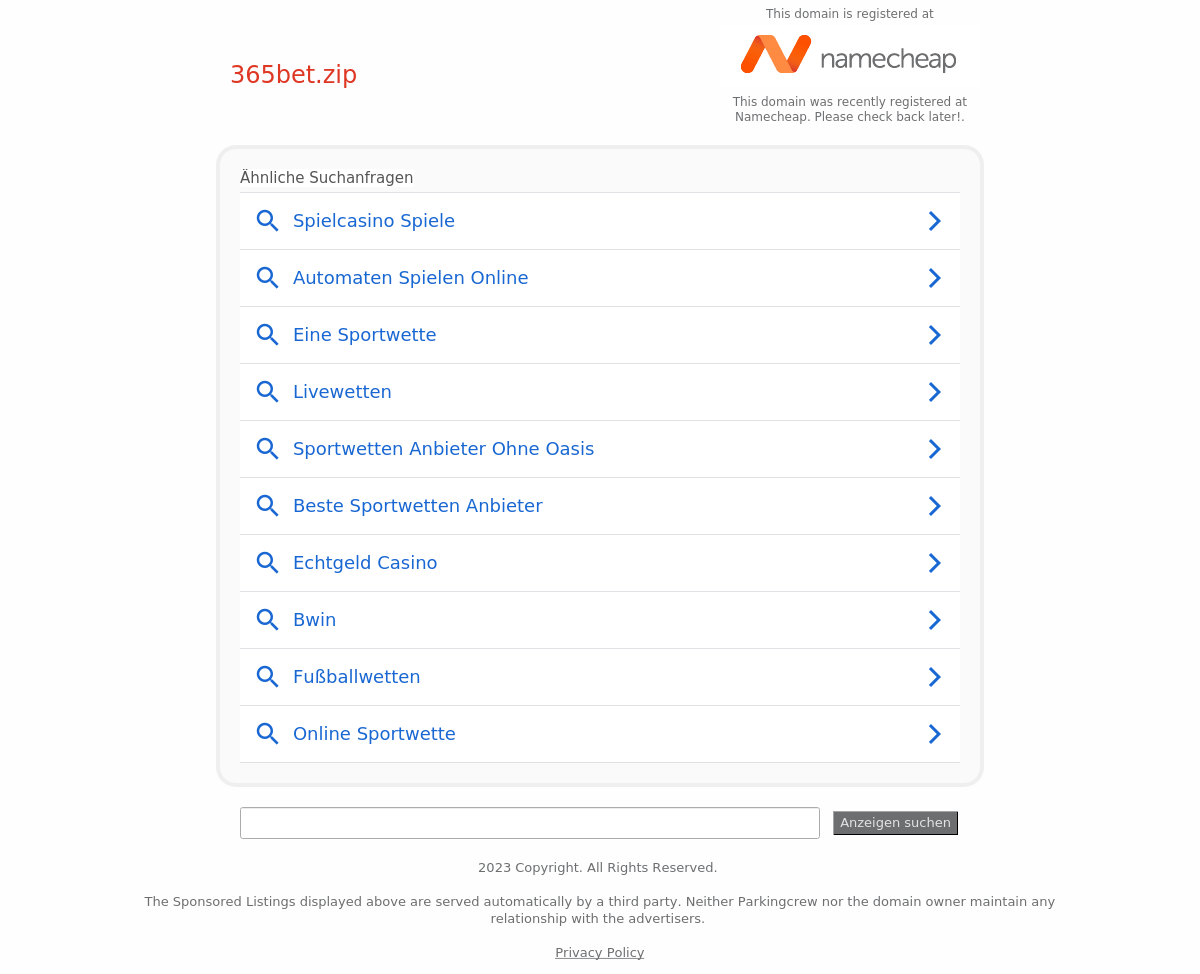 This domain is registered at
namecheap
365bet.zip
This domain was recently registered at
Namecheap. Please check back later!.
Ähnliche Suchanfragen
Spielcasino Spiele
Automaten Spielen Online
Eine Sportwette
Livewetten
Sportwetten Anbieter Ohne Oasis
Beste Sportwetten Anbieter
Echtgeld Casino
Bwin
Fußballwetten
Online Sportwette
Anzeigen suchen
2023 Copyright. All Rights Reserved.
The Sponsored Listings displayed above are served automatically by a third party. Neither Parkingcrew nor the domain owner maintain any
relationship with the advertisers.
Privacy Policy